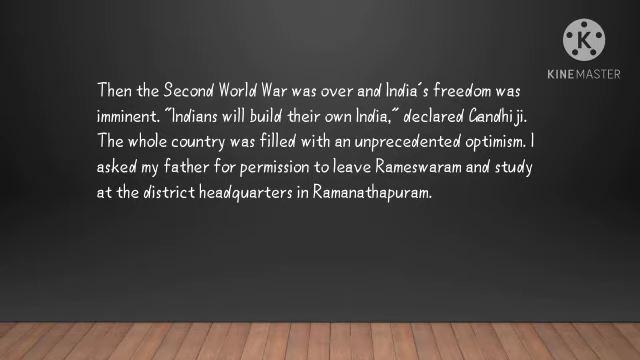 KINEMASTER
Then the Second World War was over and India's freedom was
imminent. "Indians will build their own India," declared Gandhiji.
The whole country was filled with an unprecedented optimism. I
asked my father for permission to leave Rameswaram and study
at the district headquarters in Ramanathapuram.